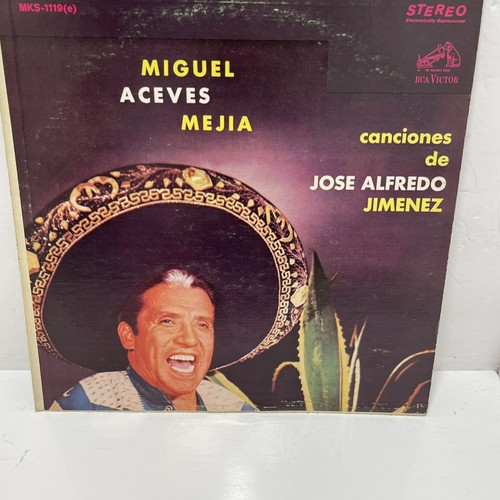 MKS-1119(e)
STEREO
Electronically Reprocessed
RCA VICTOR
MIGUEL
ACEVES
MEJIA
canciones
de
JOSE ALFREDO
JIMENEZ